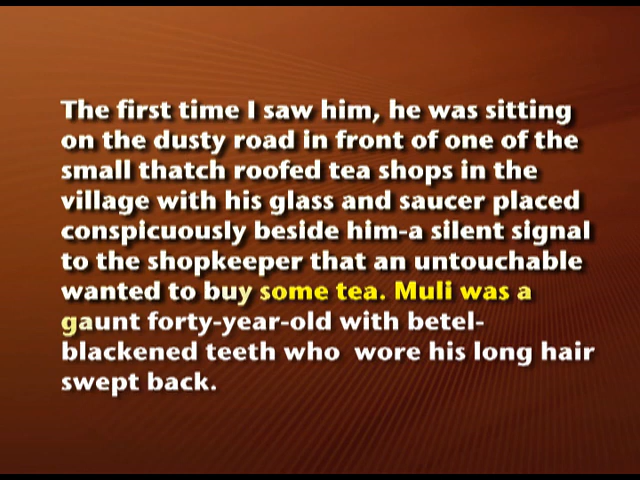 The first time I saw him, he was sitting
on the dusty road in front of one of the
small thatch roofed tea shops in the
village with his glass and saucer placed
conspicuously beside him-a silent signal
to the shopkeeper that an untouchable
wanted to buy some tea. Muli was a
gaunt forty-year-old with betel-
blackened teeth who  wore his long hair
swept back.